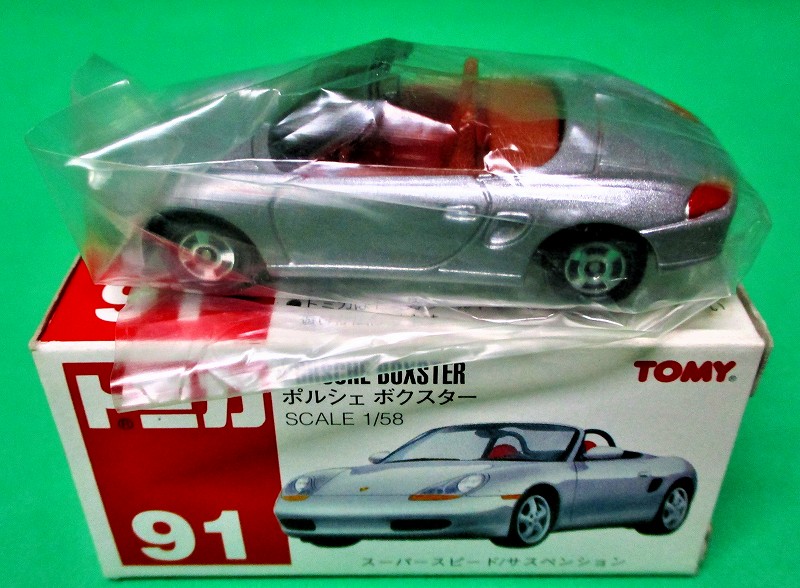 トミカ
91
BOXSTER
ポルシェ ボクスター
SCALE 1/58
TOMY
スーパースピード/サスペンション